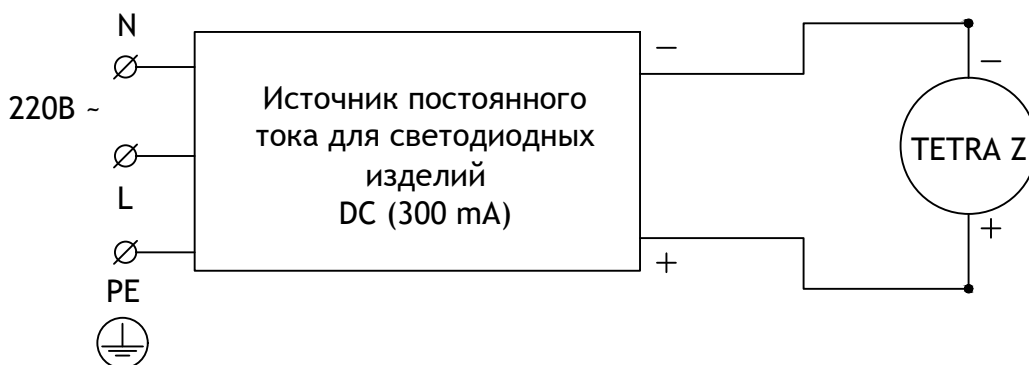 N
220В ~
L
PE
Источник постоянного
тока для светодиодных
изделий
DC (300 mA)
−
+
−
TETRA Z
+